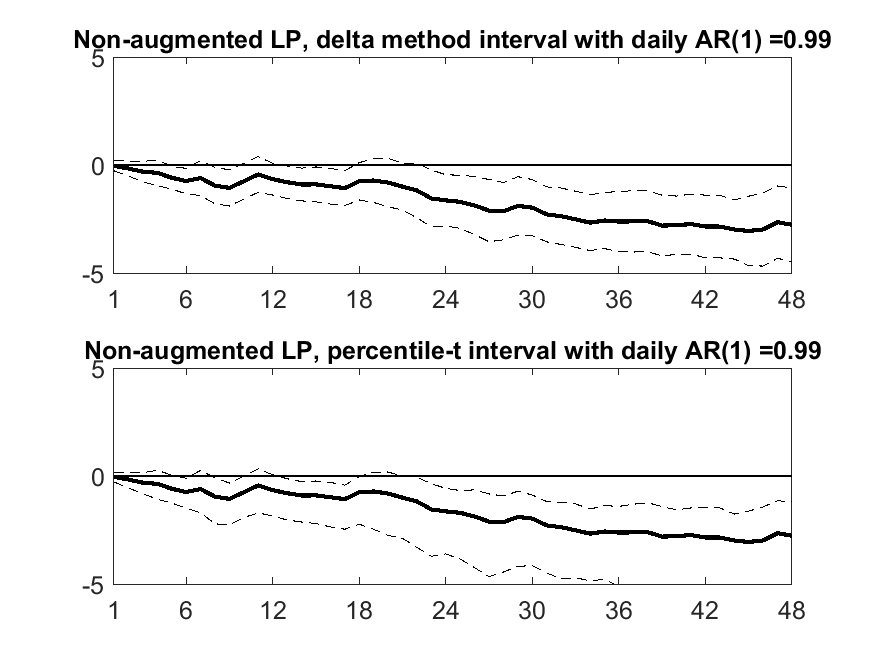 Non-augmented LP, delta method interval with daily AR(1) =0.99
5
0
-5
1 6 12 18 24 30 36 42 48
Non-augmented LP, percentile-t interval with daily AR(1) =0.99
5
0
-5
1 6 12 18 24 30 36 42 48